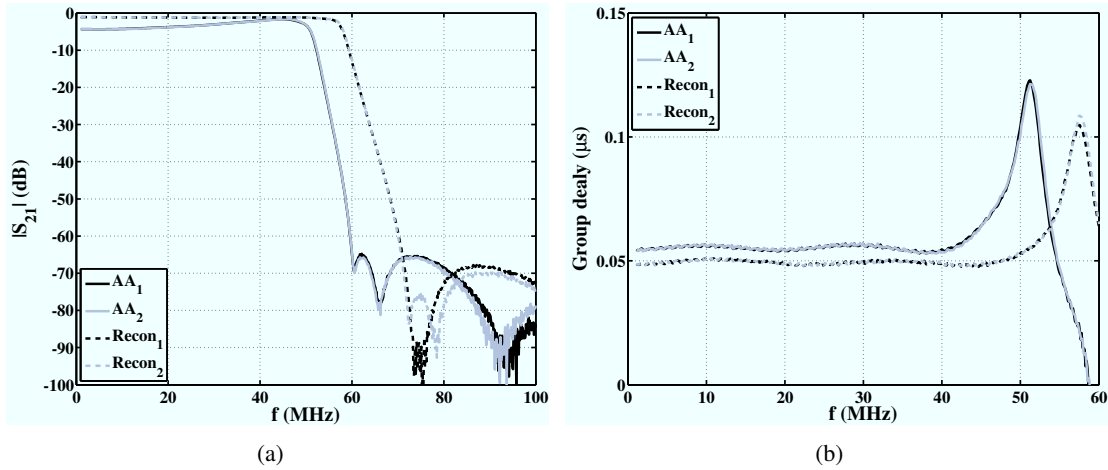 0
-10
-20
-30
-40
-50
-60
-70
-80
-90
-100
|S21| (dB)
0 20 40 60 80 100
f (MHz)
AA1
AA2
Recon1
Recon2
(a)
0.15
0.1
0.05
0
Group dealy (μs)
0 10 20 30 40 50 60
f (MHz)
AA1
AA2
Recon1
Recon2
(b)